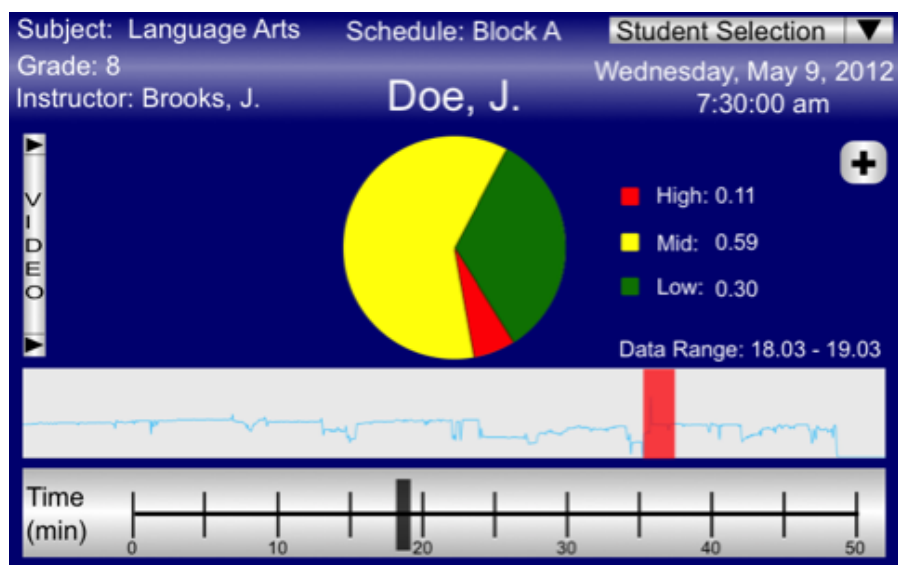 Subject: Language Arts
Schedule: Block A
Student Selection
Grade: 8
Instructor: Brooks, J.
Doe, J.
Wednesday, May 9, 2012
7:30:00 am
VIDEO
High: 0.11
Mid: 0.59
Low: 0.30
Data Range: 18.03 - 19.03
Time
(min)
0 10 20 30 40 50